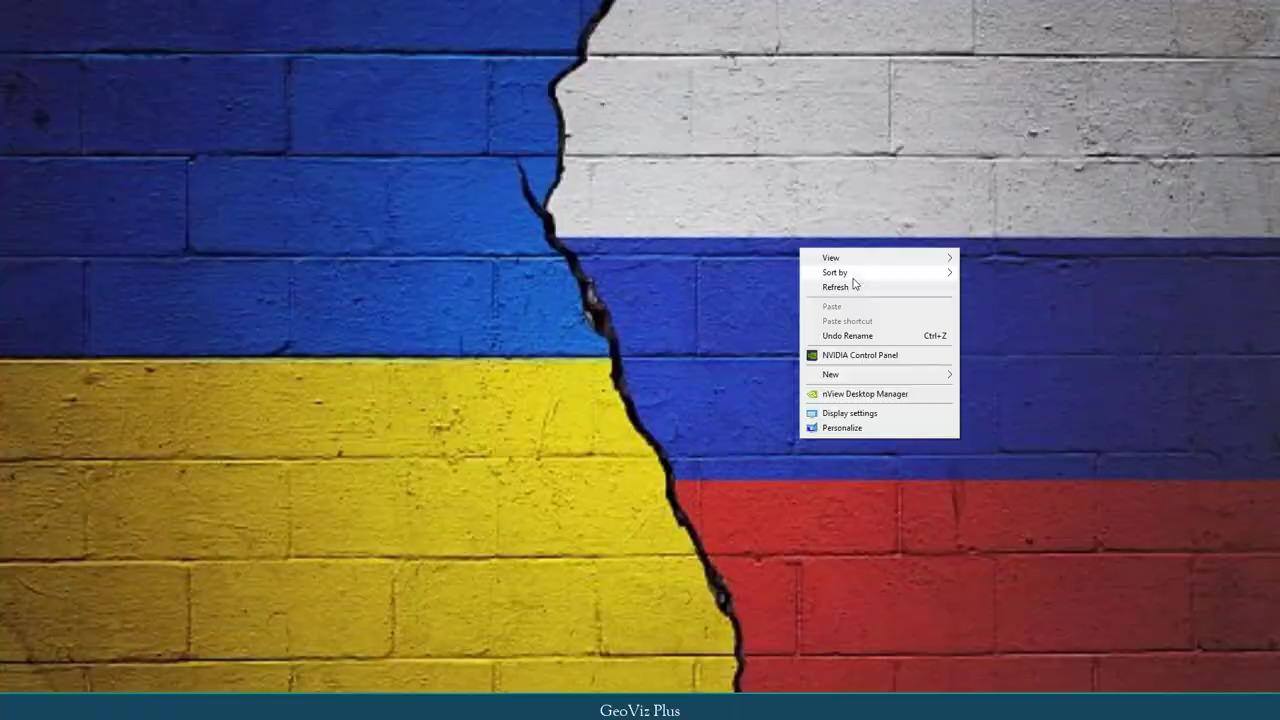 View
Sort by
Refresh
Paste
Paste shortcut
Undo Rename Ctrl+Z
NVIDIA Control Panel
New
nView Desktop Manager
Display settings
Personalize
GeoViz Plus